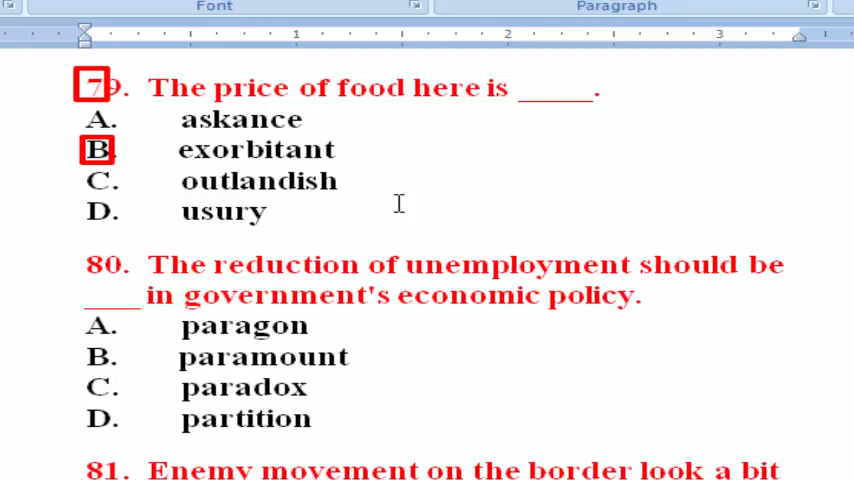 Font Paragraph
1 2 3
79. The price of food here is _____.
A. askance
B. exorbitant
C. outlandish
D. usury
80. The reduction of unemployment should be
____ in government's economic policy.
A. paragon
B. paramount
C. paradox
D. partition
81. Enemy movement on the border look a bit